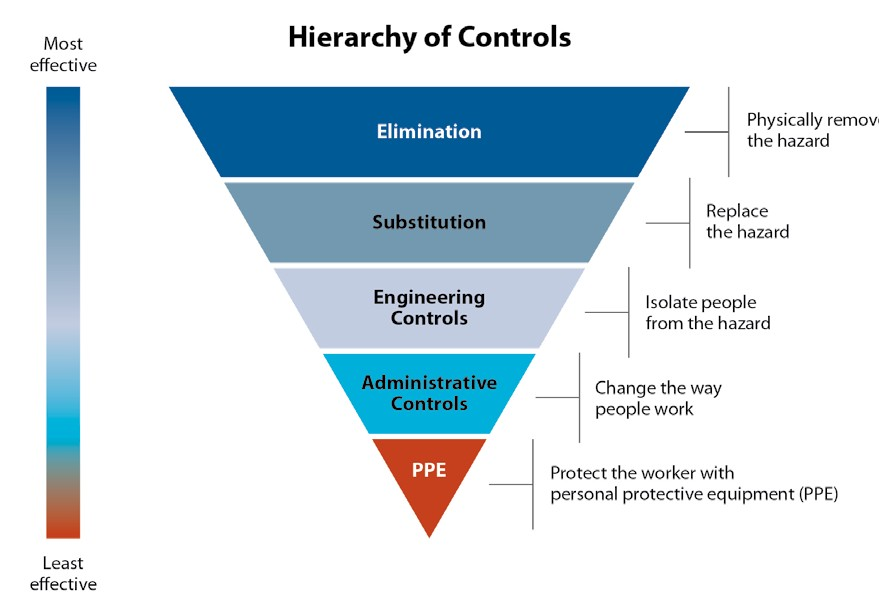 Hierarchy of Controls
Most
effective
Elimination
Physically remove
the hazard
Substitution
Replace
the hazard
Engineering
Controls
Isolate people
from the hazard
Administrative
Controls
Change the way
people work
PPE
Protect the worker with
personal protective equipment (PPE)
Least
effective